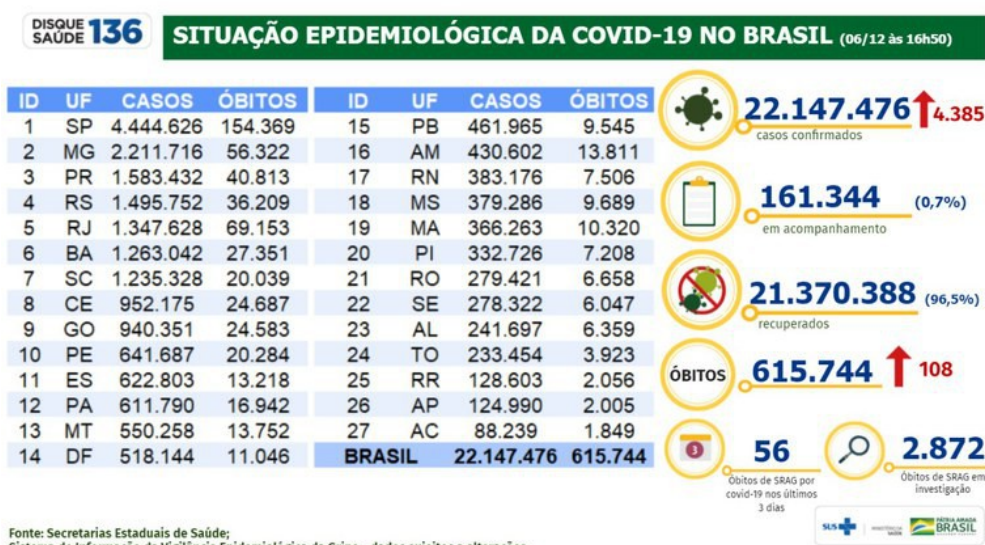 DISQUE SAÚDE 136
SITUAÇÃO EPIDEMIOLÓGICA DA COVID-19 NO BRASIL (06/12 às 16h50)
ID UF CASOS ÓBITOS ID UF CASOS ÓBITOS
1 SP 4.444.626 154.369 15 PB 461.965 9.545
2 MG 2.211.716 56.322 16 AM 430.602 13.811
3 PR 1.583.432 40.813 17 RN 383.176 7.506
4 RS 1.495.752 36.209 18 MS 379.286 9.689
5 RJ 1.347.628 69.153 19 MA 366.263 10.320
6 BA 1.263.042 27.351 20 PI 332.726 7.208
7 SC 1.235.328 20.039 21 RO 279.421 6.658
8 CE 952.175 24.687 22 SE 278.322 6.047
9 GO 940.351 24.583 23 AL 241.697 6.359
10 PE 641.687 20.284 24 TO 233.454 3.923
11 ES 622.803 13.218 25 RR 128.603 2.056
12 PA 611.790 16.942 26 AP 124.990 2.005
13 MT 550.258 13.752 27 AC 88.239 1.849
14 DF 518.144 11.046 BRASIL 22.147.476 615.744
22.147.476 4.385
casos confirmados
161.344 (0,7%)
em acompanhamento
21.370.388 (96,5%)
recuperados
ÓBITOS 615.744 108
3
56
Óbitos de SRAG por
covid-19 nos últimos
3 dias
2.872
Óbitos de SRAG em
investigação
Fonte: Secretarias Estaduais de Saúde;
SUS
PÁTRIA AMADA
BRASIL